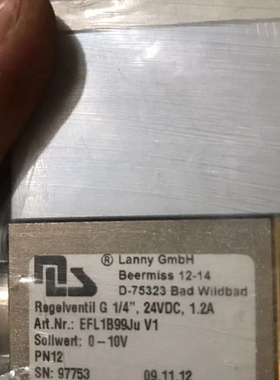 nls
® Lanny GmbH
Beermiss 12-14
D-75323 Bad Wildbad
Regelventil G 1/4", 24VDC, 1.2A
Art.Nr.: EFL1B99Ju V1
Sollwert: 0-10V
PN12
SN: 97753 09.11.12